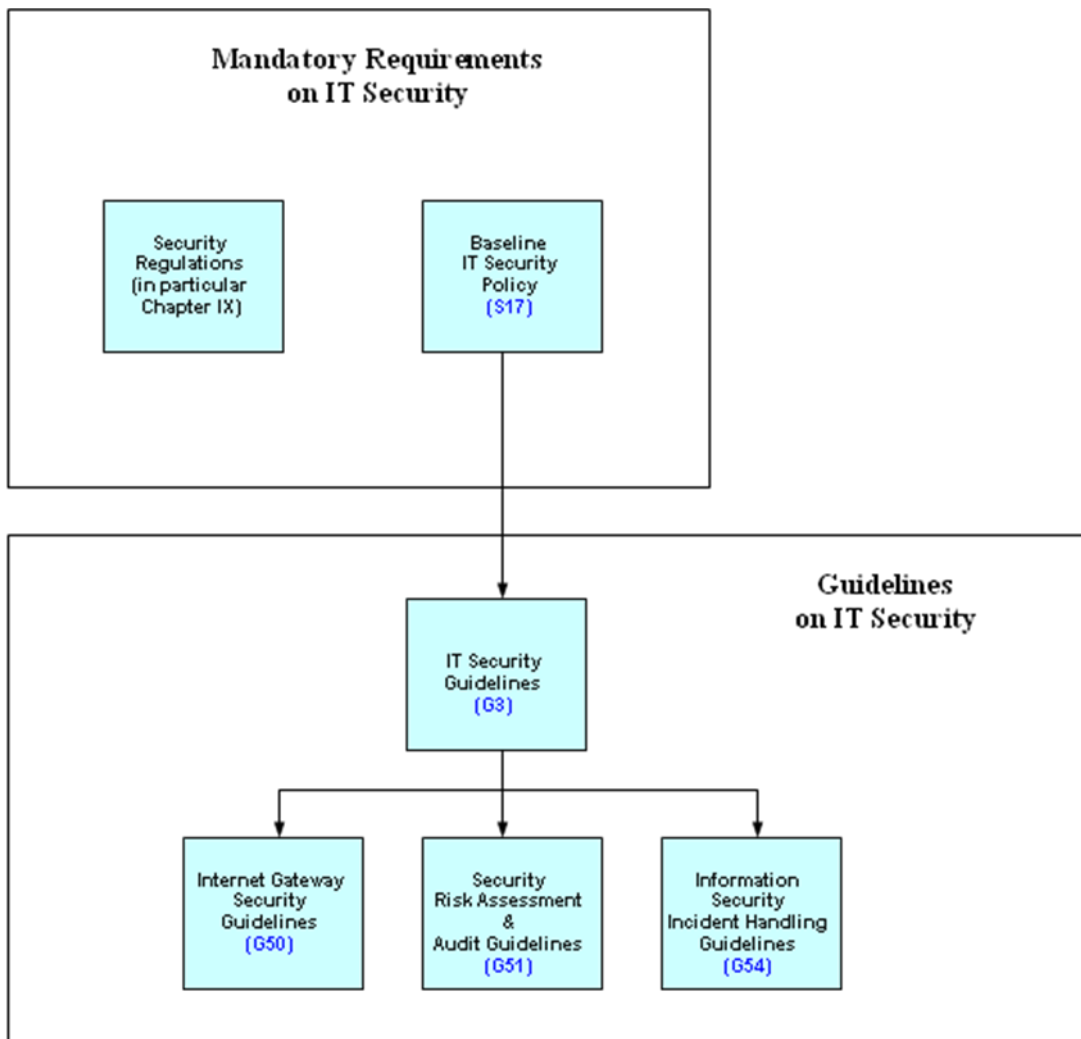 Mandatory Requirements
on IT Security
Security
Regulations
(in particular
Chapter IX)
Baseline
IT Security
Policy
(S17)
Guidelines
on IT Security
IT Security
Guidelines
(G3)
Internet Gateway
Security
Guidelines
(G50)
Security
Risk Assessment
&
Audit Guidelines
(G51)
Information
Security
Incident Handling
Guidelines
(G54)